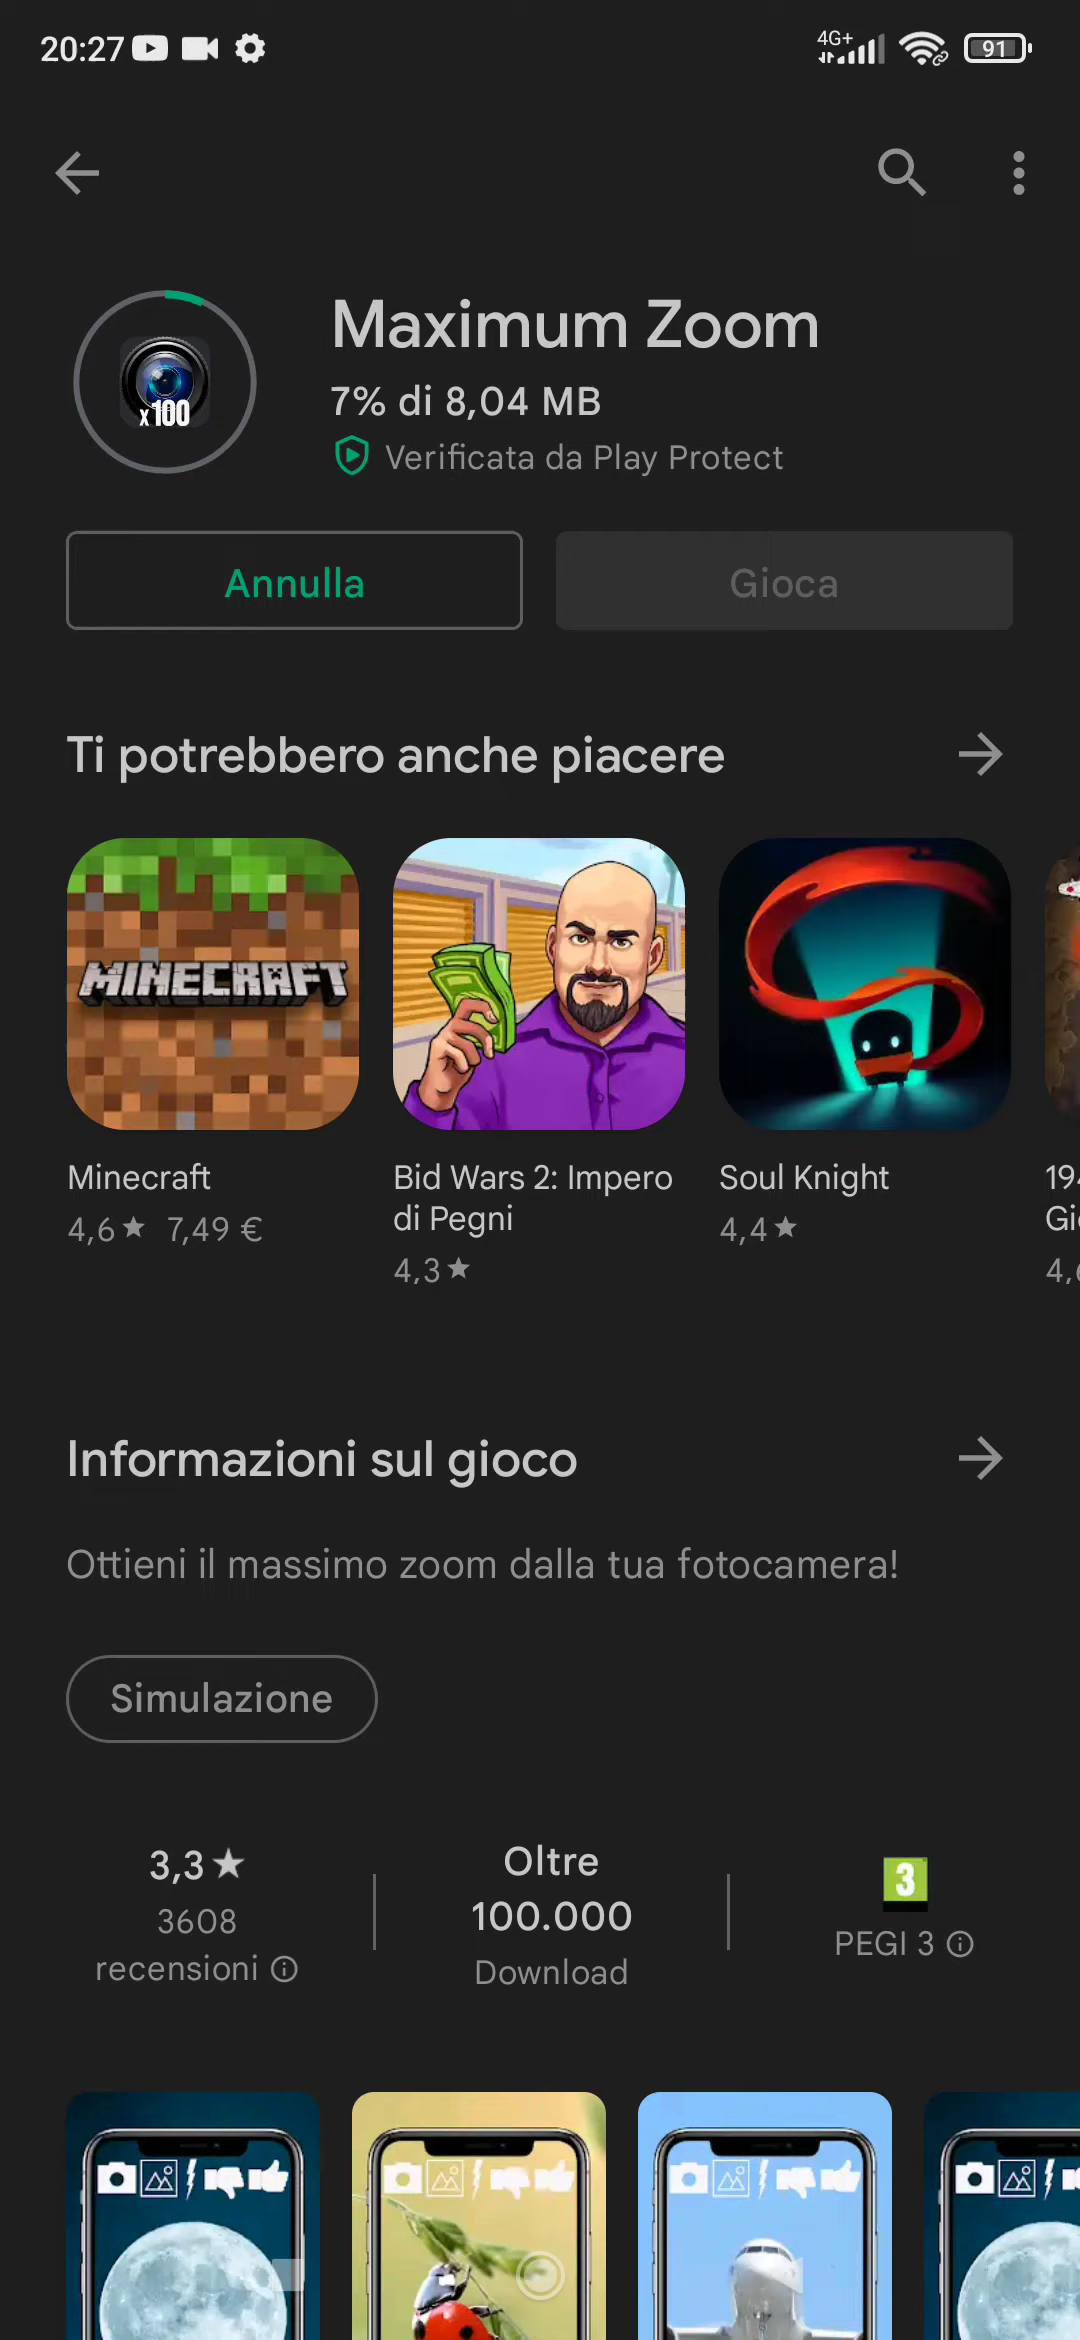 20:27
4G+
91
x100
Maximum Zoom
7% di 8,04 MB
Verificata da Play Protect
Annulla
Gioca
Ti potrebbero anche piacere
MINECRAFT
Minecraft
4,6 ★ 7,49 €
Bid Wars 2: Impero
di Pegni
4,3 ★
Soul Knight
4,4 ★
Informazioni sul gioco
Ottieni il massimo zoom dalla tua fotocamera!
Simulazione
3,3 ★
3608
recensioni
Oltre
100.000
Download
3
PEGI 3